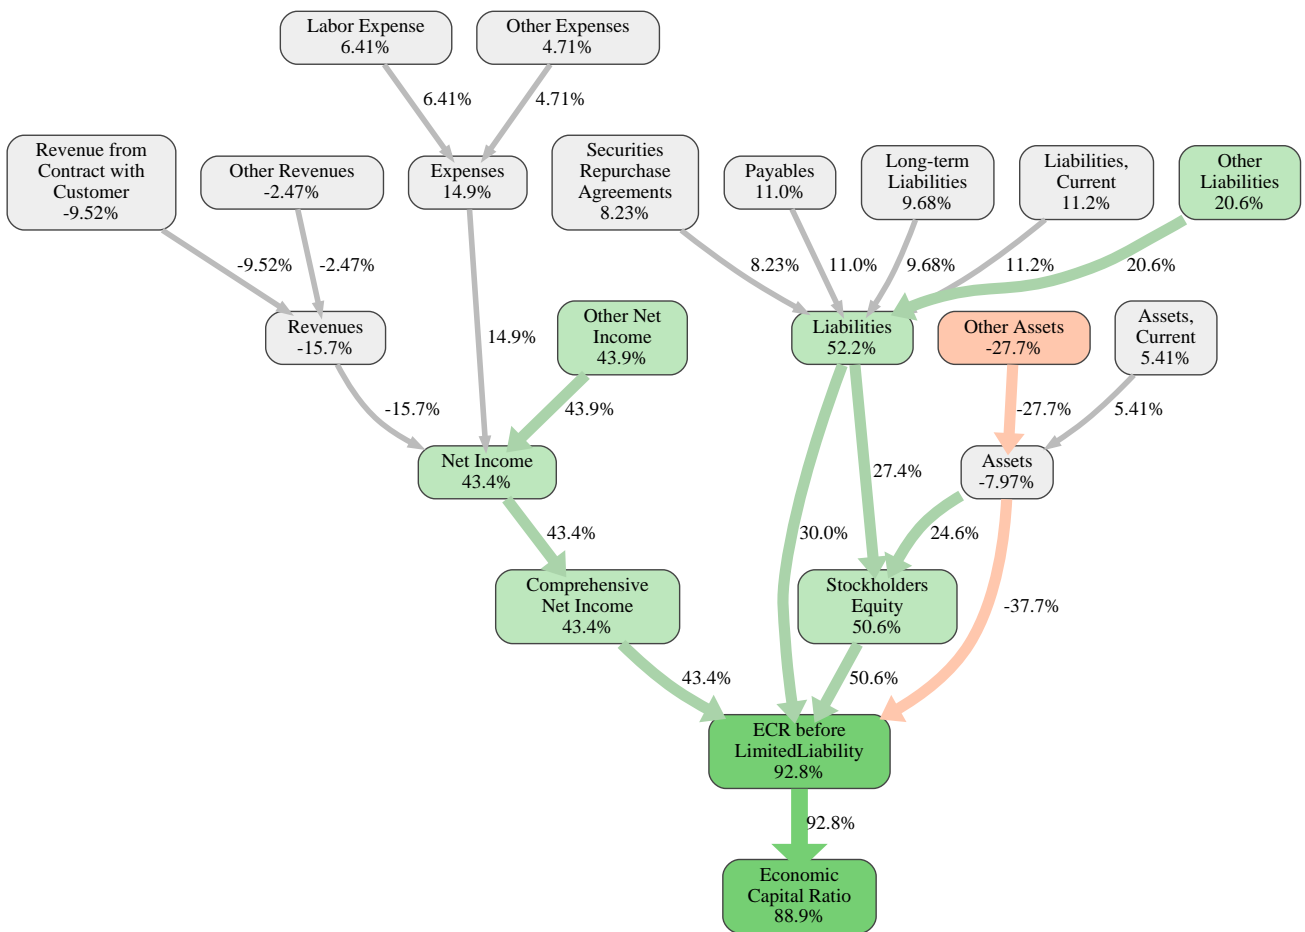 Labor Expense
6.41%
Other Expenses
4.71%
6.41%
4.71%
Revenue from
Contract with
Customer
-9.52%
Other Revenues
-2.47%
Expenses
14.9%
Securities
Repurchase
Agreements
8.23%
Payables
11.0%
Long-term
Liabilities
9.68%
Liabilities,
Current
11.2%
Other
Liabilities
20.6%
-9.52%
-2.47%
8.23%
11.0%
9.68%
11.2%
20.6%
Revenues
-15.7%
14.9%
Other Net
Income
43.9%
Liabilities
52.2%
Other Assets
-27.7%
Assets,
Current
5.41%
-15.7%
43.9%
-27.7%
5.41%
Net Income
43.4%
27.4%
Assets
-7.97%
43.4%
30.0%
24.6%
Comprehensive
Net Income
43.4%
Stockholders
Equity
50.6%
-37.7%
43.4%
50.6%
ECR before
LimitedLiability
92.8%
92.8%
Economic
Capital Ratio
88.9%